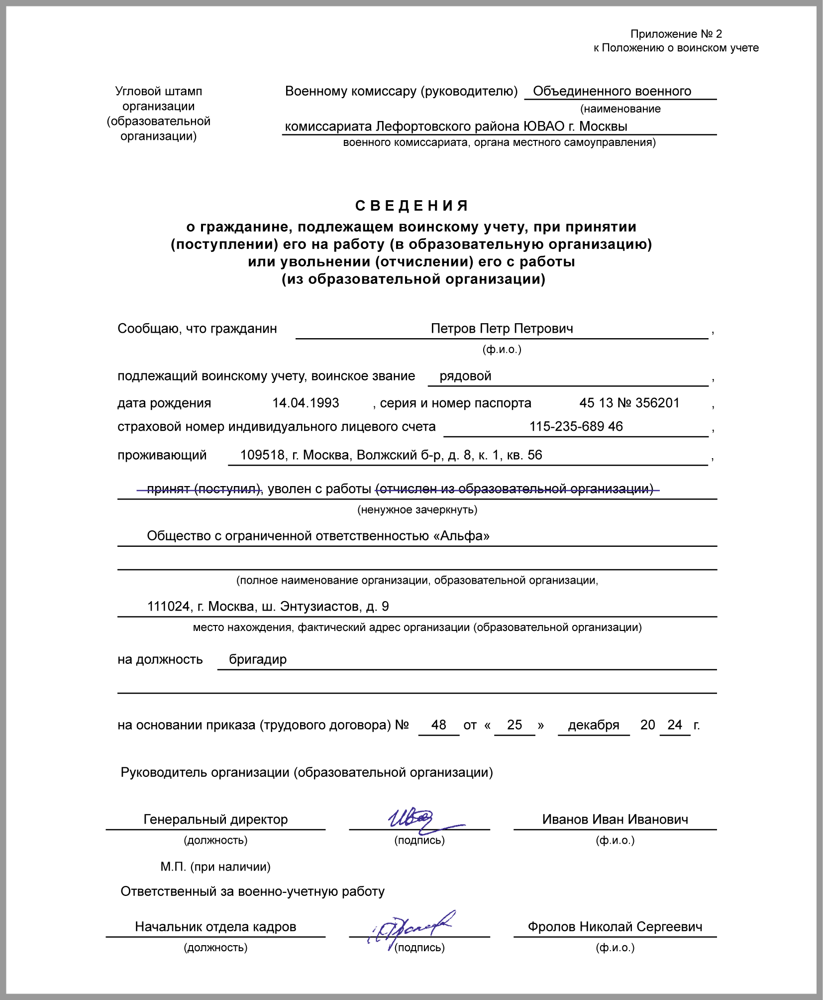 Приложение № 2
к Положению о воинском учете
Угловой штамп
организации
(образовательной
организации)
Военному комиссару (руководителю) Объединенного военного
(наименование
комиссариата Лефортовского района ЮВАО г. Москвы
военного комиссариата, органа местного самоуправления)
С В Е Д Е Н И Я
о гражданине, подлежащем воинскому учету, при принятии
(поступлении) его на работу (в образовательную организацию)
или увольнении (отчислении) его с работы
(из образовательной организации)
Сообщаю, что гражданин Петров Петр Петрович ,
(ф.и.о.)
подлежащий воинскому учету, воинское звание рядовой ,
дата рождения 14.04.1993 , серия и номер паспорта 45 13 № 356201 ,
страховой номер индивидуального лицевого счета 115-235-689 46 ,
проживающий 109518, г. Москва, Волжский б-р, д. 8, к. 1, кв. 56 ,
принят (поступил), уволен с работы (отчислен из образовательной организации)
(ненужное зачеркнуть)
Общество с ограниченной ответственностью «Альфа»
(полное наименование организации, образовательной организации,
111024, г. Москва, ш. Энтузиастов, д. 9
место нахождения, фактический адрес организации (образовательной организации)
на должность бригадир
на основании приказа (трудового договора) № 48 от « 25 » декабря 20 24 г.
Руководитель организации (образовательной организации)
Генеральный директор Иванов Иван Иванович
(должность) (подпись) (ф.и.о.)
М.П. (при наличии)
Ответственный за военно-учетную работу
Начальник отдела кадров Фролов Николай Сергеевич
(должность) (подпись) (ф.и.о.)